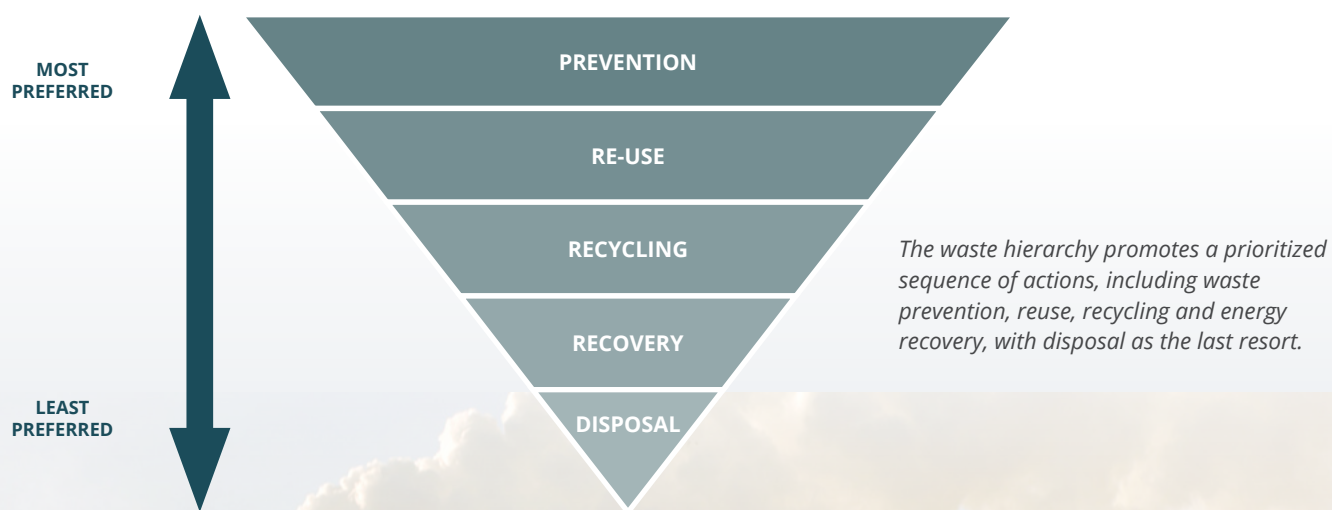 MOST
PREFERRED
PREVENTION
RE-USE
RECYCLING
The waste hierarchy promotes a prioritized
sequence of actions, including waste
prevention, reuse, recycling and energy
recovery, with disposal as the last resort.
RECOVERY
LEAST
PREFERRED
DISPOSAL